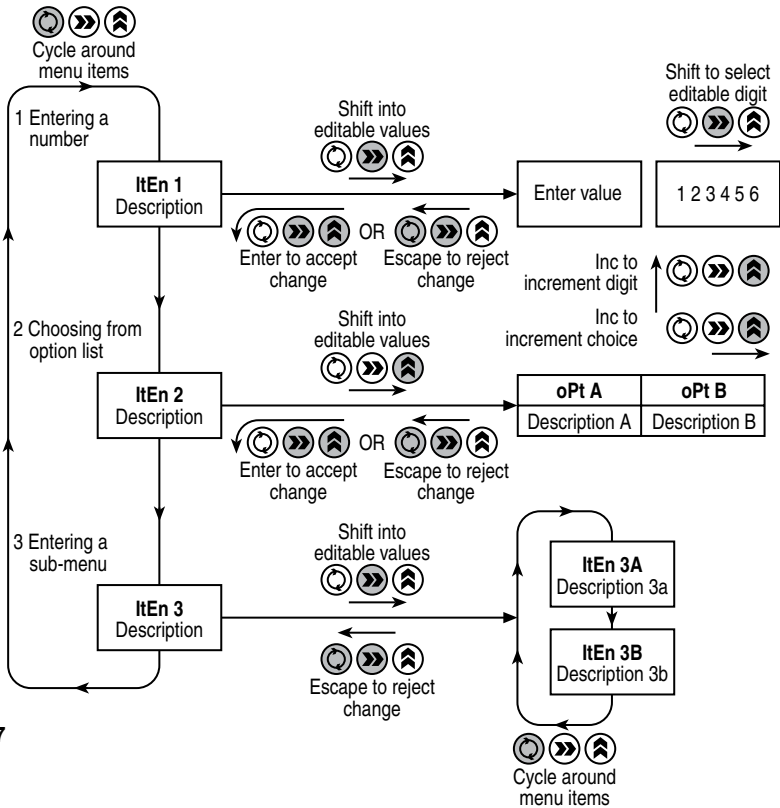 Cycle around
menu items
1 Entering a
number
Shift into
editable values
Shift to select
editable digit
ItEn 1
Description
Enter value
1 2 3 4 5 6
OR
Enter to accept
change
Escape to reject
change
Inc to
increment digit
Inc to
increment choice
2 Choosing from
option list
Shift into
editable values
ItEn 2
Description
oPt A
oPt B
Description A
Description B
OR
Enter to accept
change
Escape to reject
change
3 Entering a
sub-menu
Shift into
editable values
ItEn 3
Description
ItEn 3A
Description 3a
ItEn 3B
Description 3b
Escape to reject
change
7
Cycle around
menu items